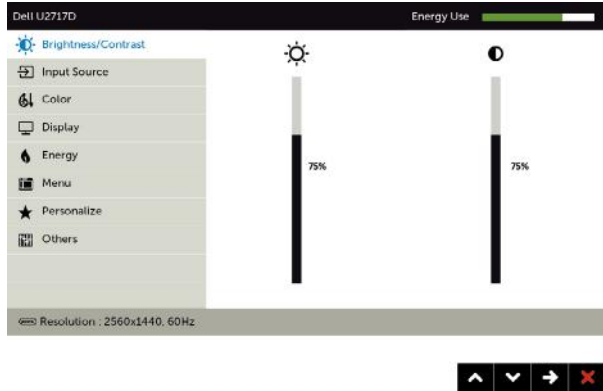 Dell U2717D
Energy Use
Brightness/Contrast
Input Source
Color
Display
Energy
Menu
Personalize
Others
75%
75%
Resolution : 2560x1440, 60Hz